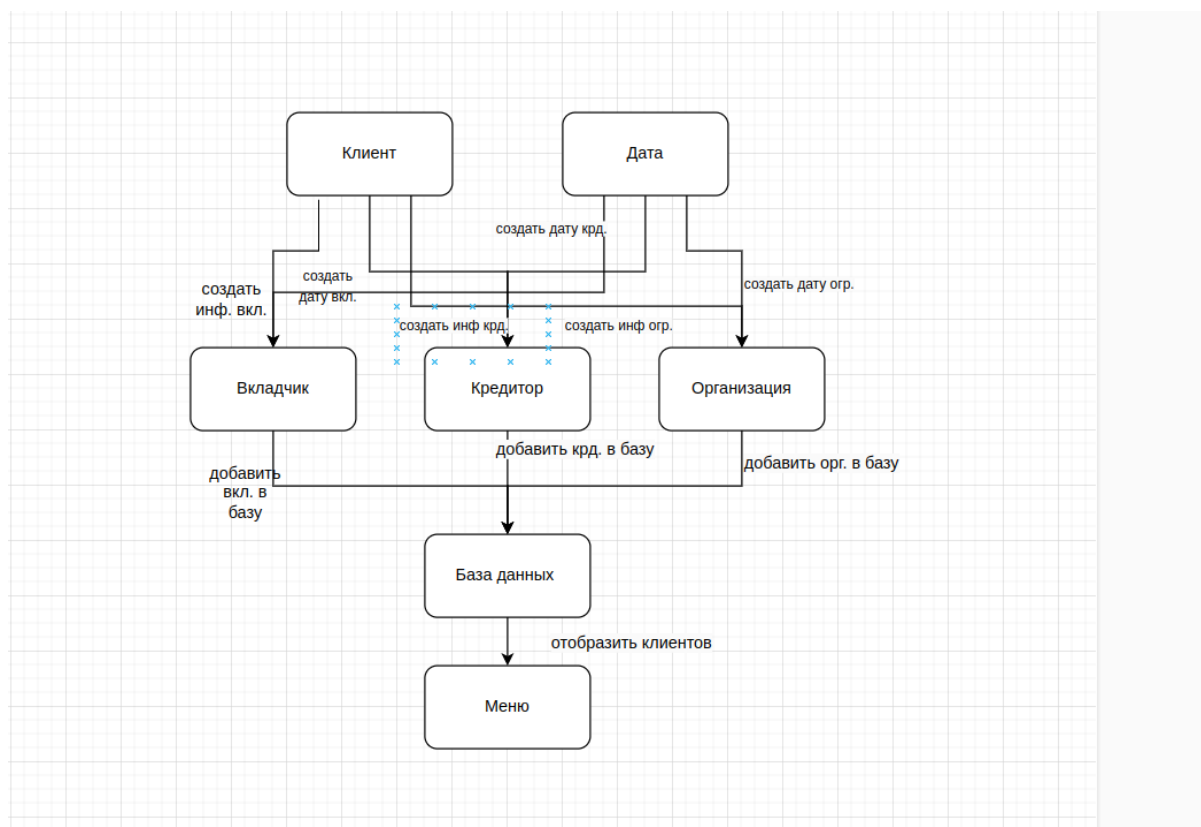 Клиент
Дата
создать дату крд.
создать
дату вкл.
создать
инф. вкл.
создать дату огр.
создать инф крд.
создать инф огр.
Вкладчик
Кредитор
Организация
добавить крд. в базу
добавить орг. в базу
добавить
вкл. в
базу
База данных
отобразить клиентов
Меню